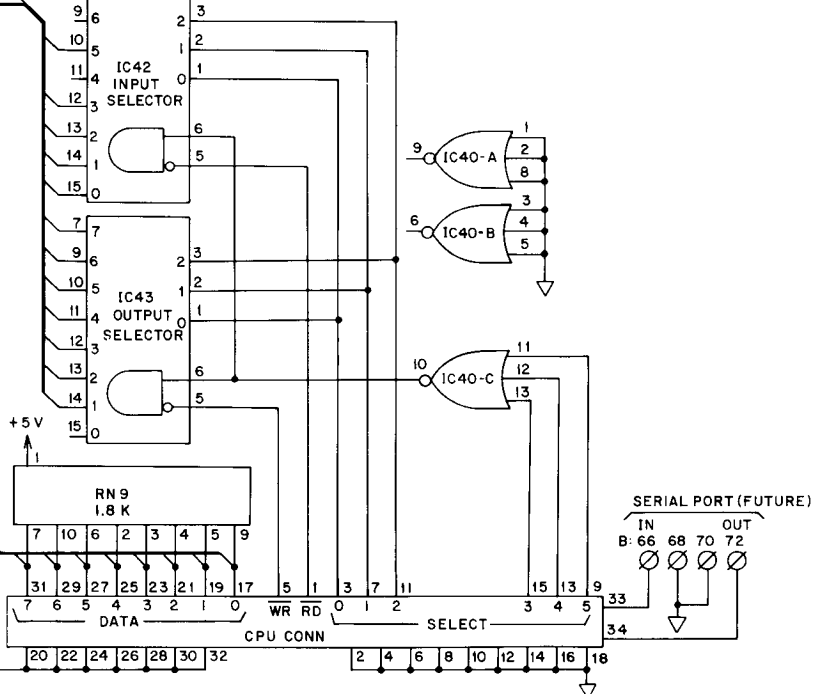 9 6 2 3
10 5 1 2
11 4 IC42 0 1
INPUT
SELECTOR
12 3
13 2 6
14 1 5
15 0
9 IC40-A 1
2
8
6 IC40-B 3
4
5
7 7
9 6 2 3
10 5 IC43 1 2
11 4 OUTPUT 0 1
SELECTOR
12 3
13 2 6
14 1 5
15 0
10 IC40-C 11
12
13
+5V
1
RN9
1.8 K
7 10 6 2 3 4 5 9
SERIAL PORT (FUTURE)
IN OUT
B: 66 68 70 72
31 29 27 25 23 21 19 17 5 1 3 7 11 15 13 9
7 6 5 4 3 2 1 0 WR RD 0 1 2 3 4 5 33
DATA SELECT
CPU CONN 34
20 22 24 26 28 30 32 2 4 6 8 10 12 14 16 18